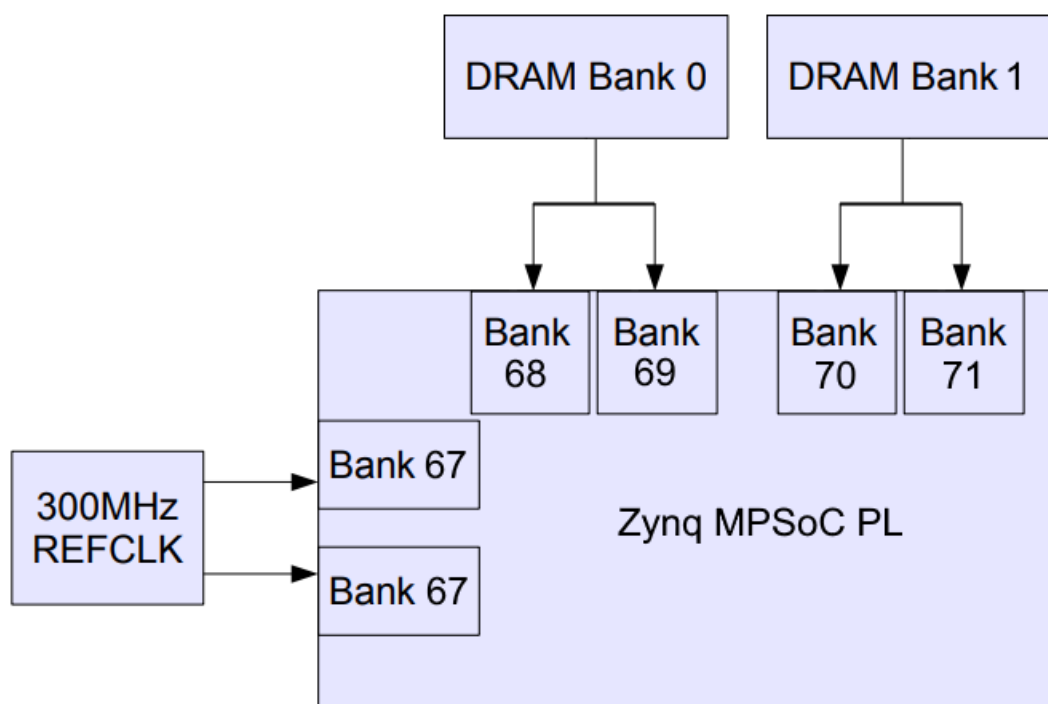 DRAM Bank 0
DRAM Bank 1
Bank
68
Bank
69
Bank
70
Bank
71
Bank 67
300MHz
REFCLK
Zynq MPSoC PL
Bank 67